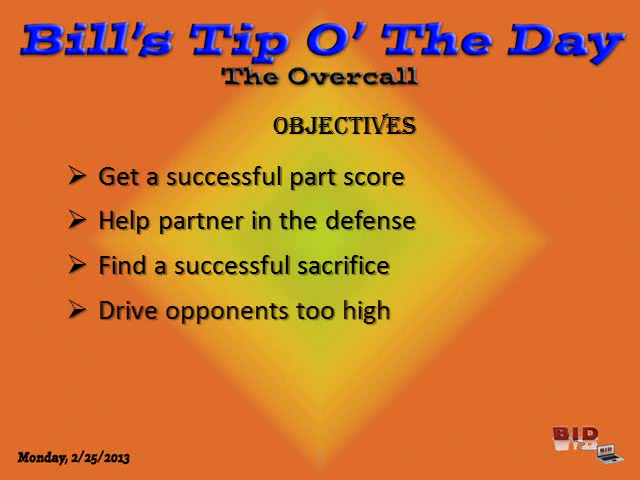 Bill's Tip O' The Day
The Overcall
OBJECTIVES
Get a successful part score
Help partner in the defense
Find a successful sacrifice
Drive opponents too high
BID
Monday, 2/25/2013